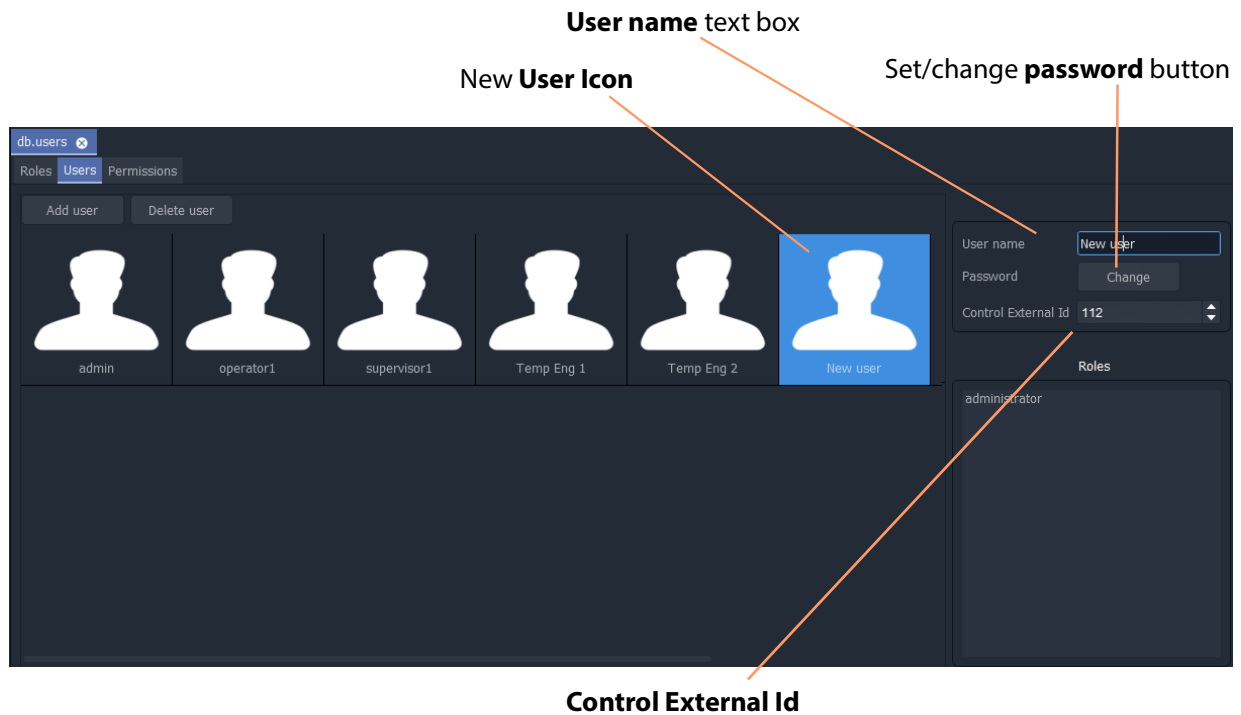 User name text box
New User Icon
Set/change password button
db.users
Roles Users Permissions
Add user Delete user
User name New user
Password Change
Control External Id 112
admin operator1 supervisor1 Temp Eng 1 Temp Eng 2 New user
Roles
administrator
Control External Id